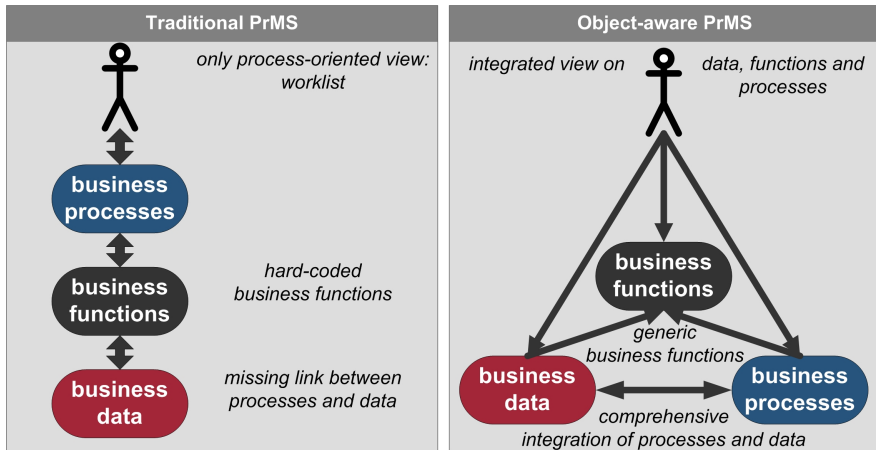 Traditional PrMS
only process-oriented view:
worklist
business
processes
business
functions
hard-coded
business functions
business
data
missing link between
processes and data
Object-aware PrMS
integrated view on
data, functions and
processes
business
functions
generic
business functions
business
data
business
processes
comprehensive
integration of processes and data